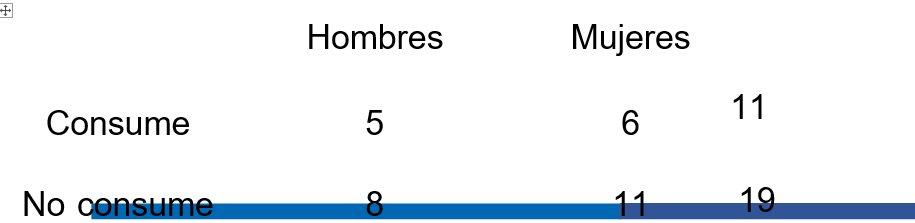 Hombres Mujeres
Consume 5 6 11
No consume 8 11 19